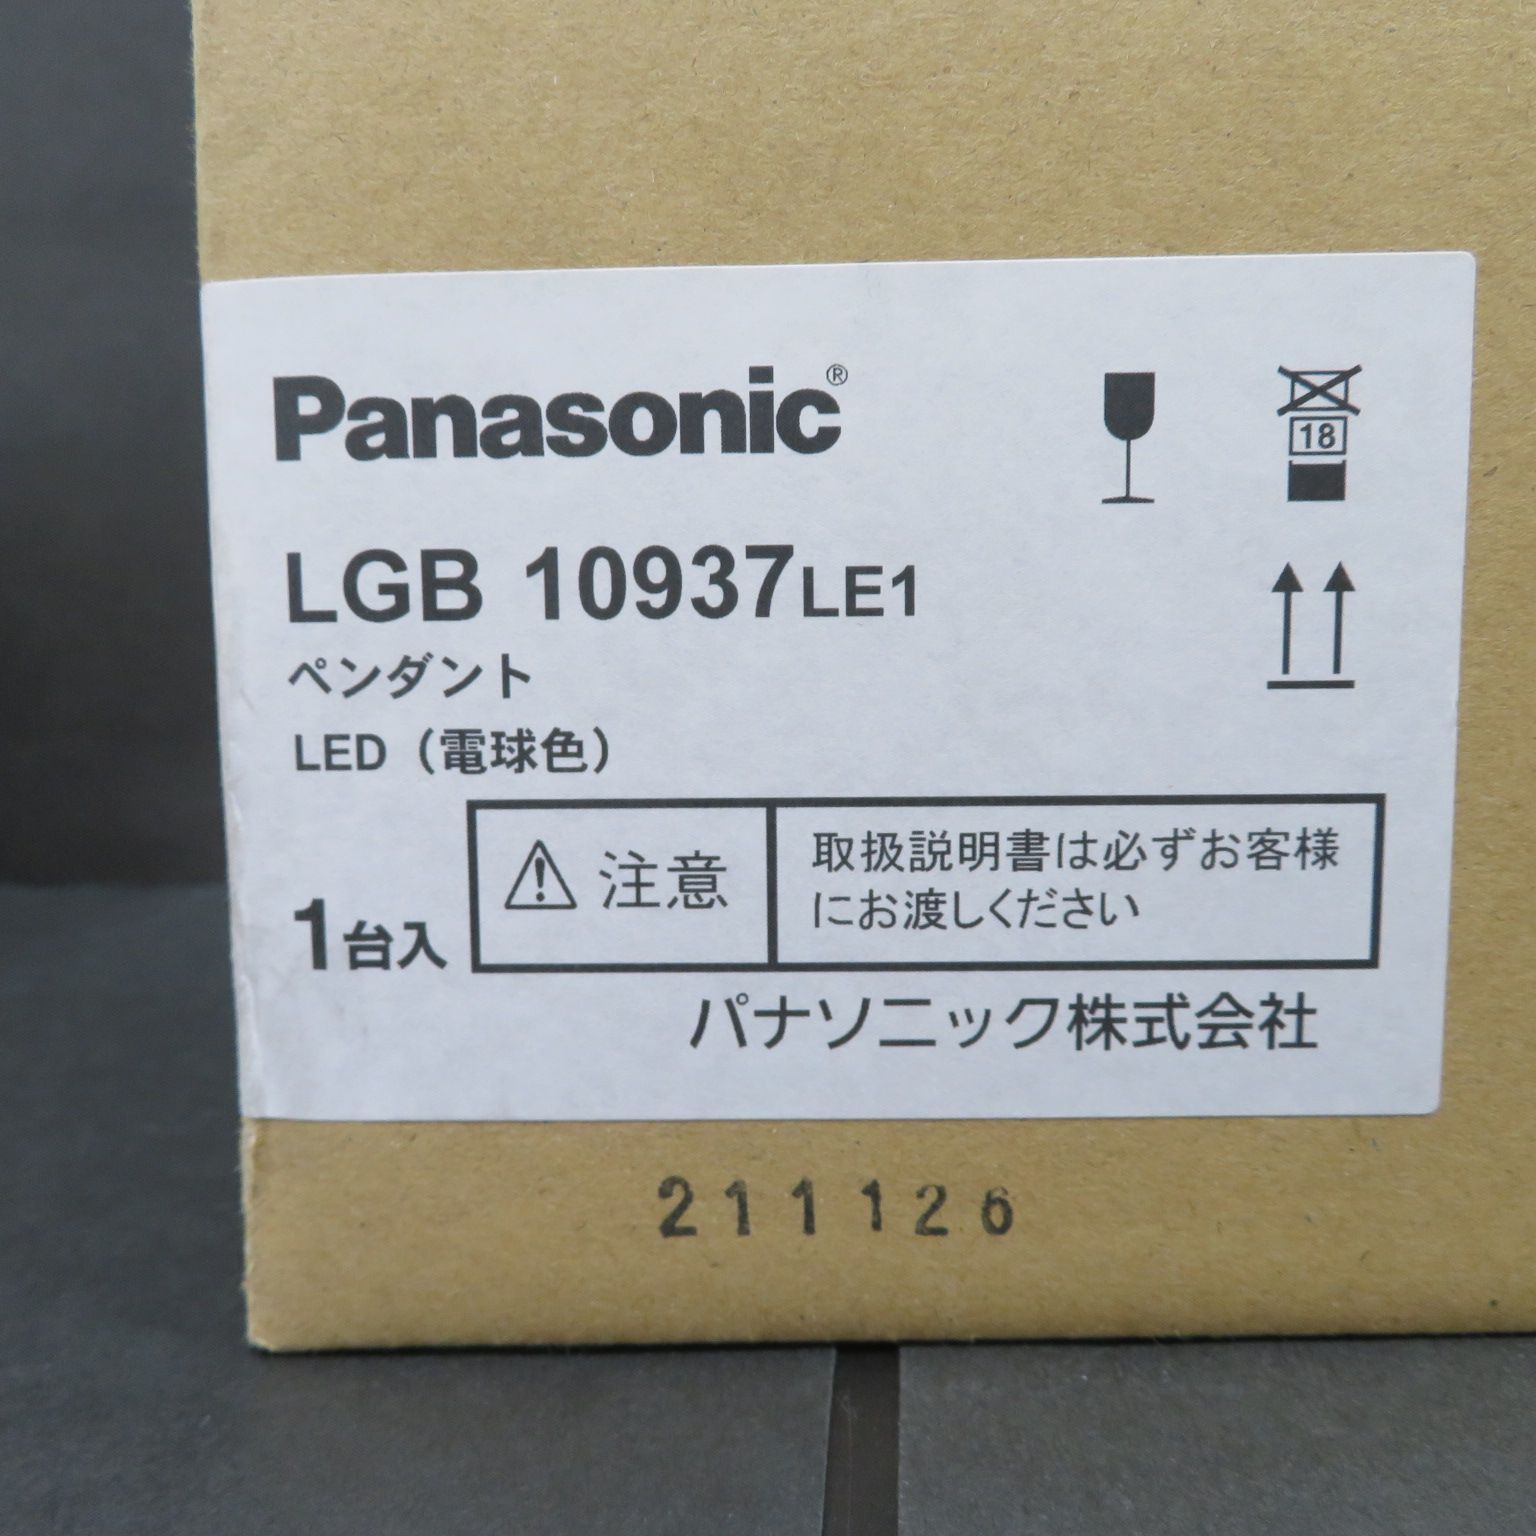 Panasonic®
18
LGB 10937LE1
ペンダント
LED（電球色）
1台入
注意
取扱説明書は必ずお客様
にお渡しください
パナソニック株式会社
211126